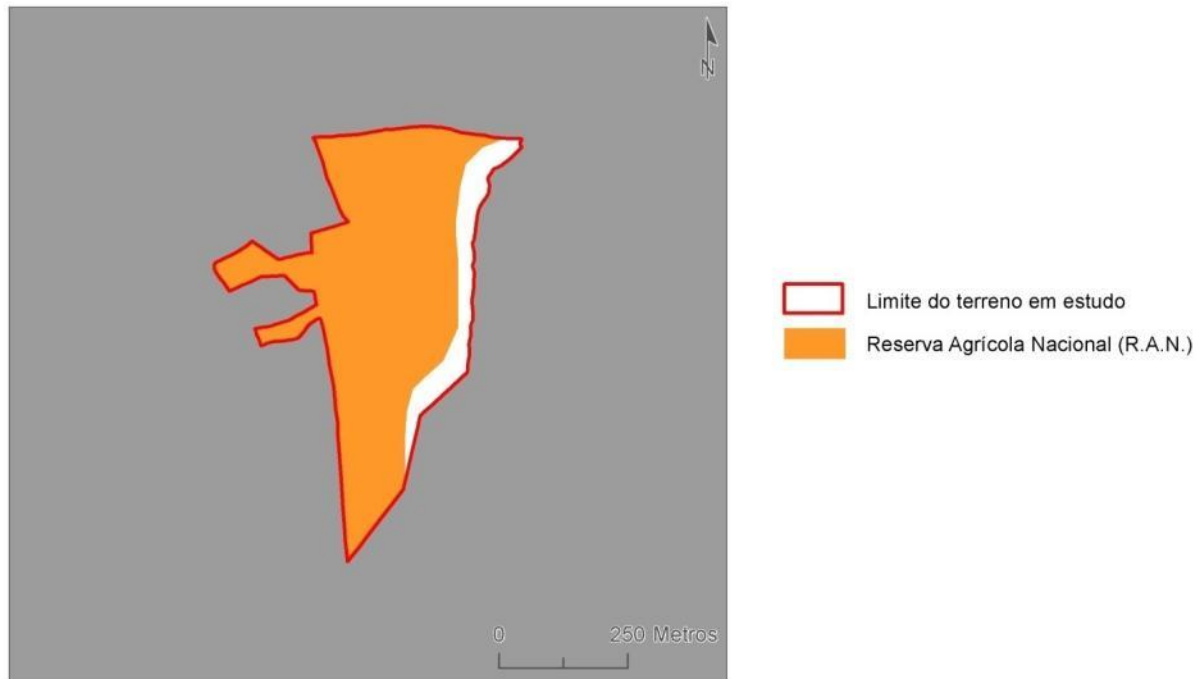 N
Limite do terreno em estudo
Reserva Agrícola Nacional (R.A.N.)
0 250 Metros